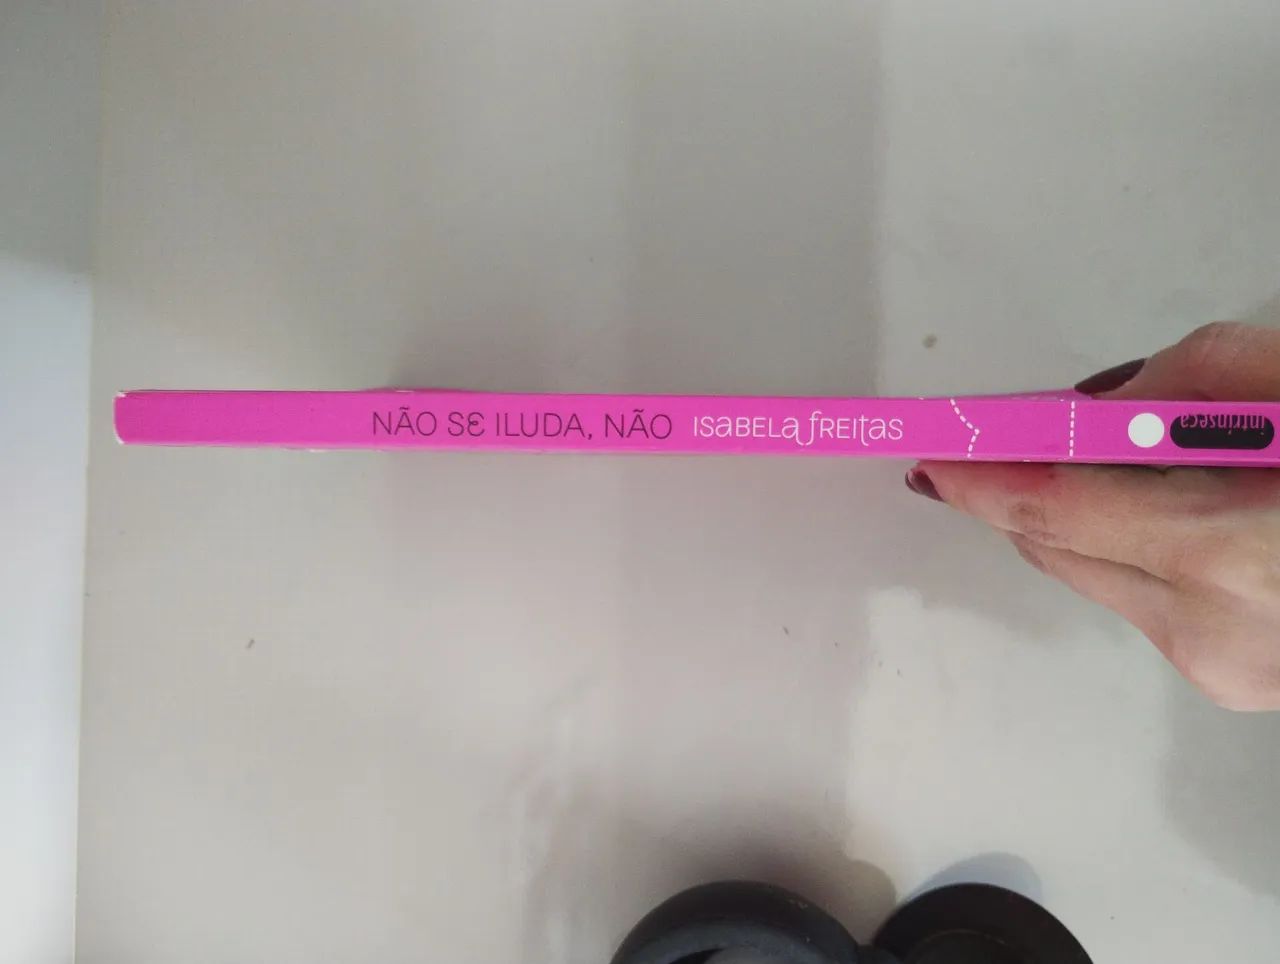 NÃO SE ILUDA, NÃO ISABELA FREITAS
intrínseca